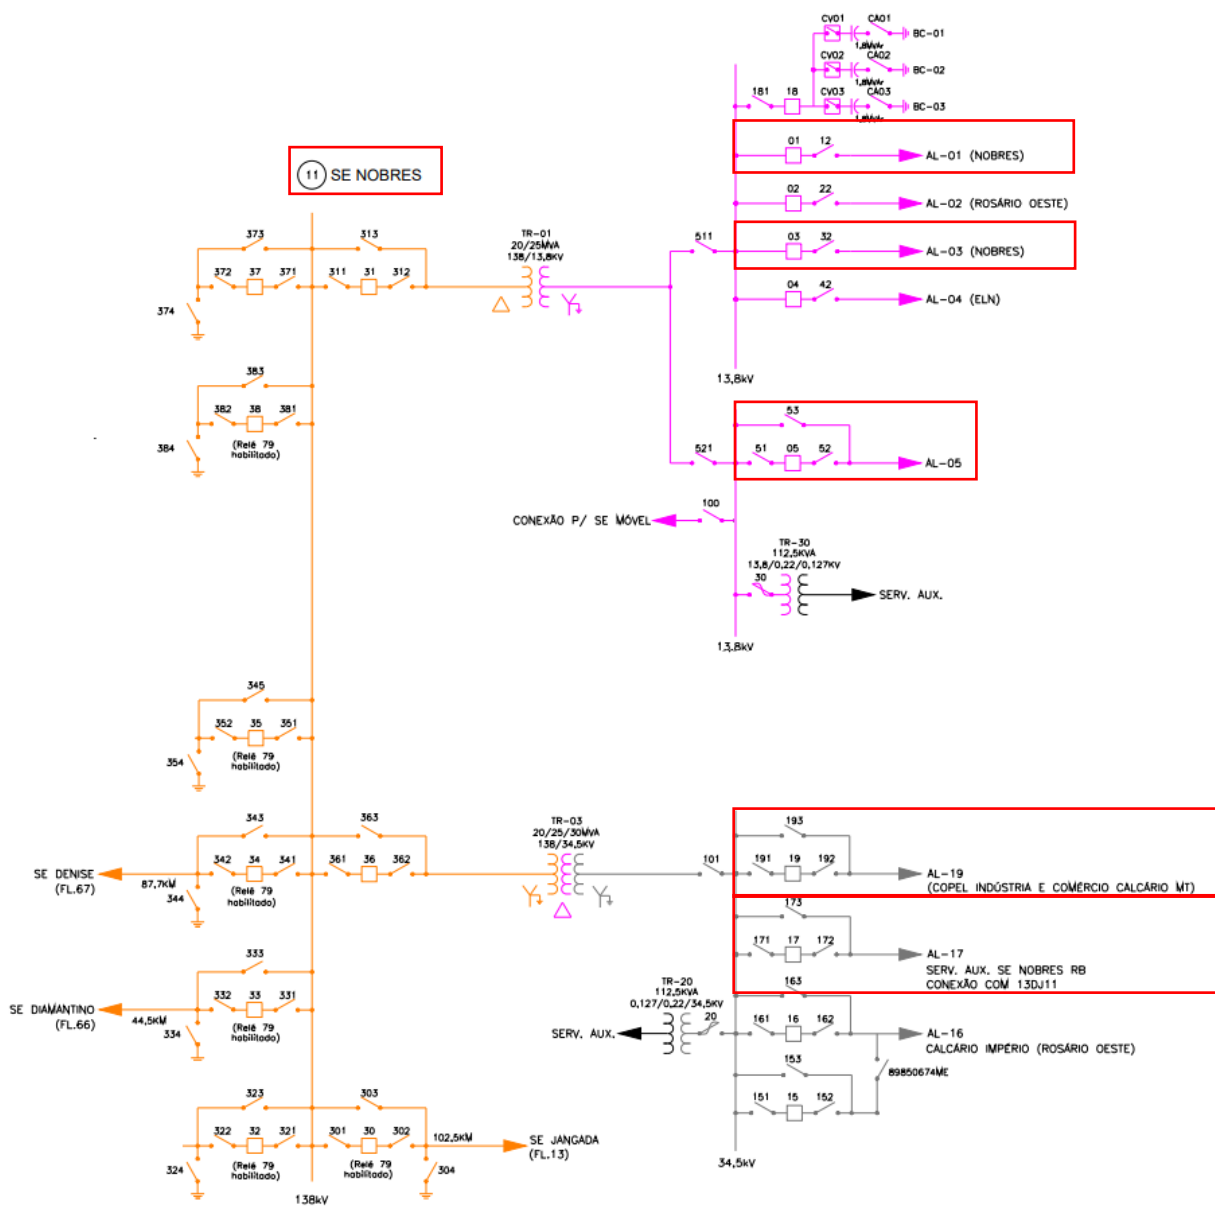 CV01 CA01
BC-01
1,8MVAr
CV02 CA02
BC-02
1,8MVAr
181 18 CV03 CA03
BC-03
1,8MVAr
01 12
AL-01 (NOBRES)
11 SE NOBRES
02 22
AL-02 (ROSÁRIO OESTE)
373 313
TR-01
20/25MVA
138/13,8KV
511
03 32
AL-03 (NOBRES)
372 37 371 311 31 312
04 42
AL-04 (ELN)
374
383
13,8kV
382 38 381
(Relé 79
habilitado)
384
53
521 51 05 52
AL-05
100
CONEXÃO P/ SE MÓVEL
TR-30
112,5KVA
13,8/0,22/0,127KV
30
SERV. AUX.
13,8kV
345
352 35 351
(Relé 79
habilitado)
354
343 363
TR-03
20/25/30MVA
138/34,5KV
193
342 34 341 361 36 362
101 191 19 192
SE DENISE
(FL.67)
87,7KM
344
(Relé 79
habilitado)
AL-19
(COPEL INDÚSTRIA E COMÉRCIO CALCÁRIO MT)
173
171 17 172
AL-17
SERV. AUX. SE NOBRES RB
CONEXÃO COM 13DJ11
333
332 33 331
SE DIAMANTINO
(FL.66)
44,5KM
334
(Relé 79
habilitado)
TR-20
112,5KVA
0,127/0,22/34,5KV
20
SERV. AUX.
163
161 16 162
AL-16
CALCÁRIO IMPÉRIO (ROSÁRIO OESTE)
153
89850674ME
151 15 152
323 303
322 32 321 301 30 302
102,5KM
SE JANGADA
(FL.13)
324
(Relé 79
habilitado)
(Relé 79
habilitado)
304
34,5kV
138kV